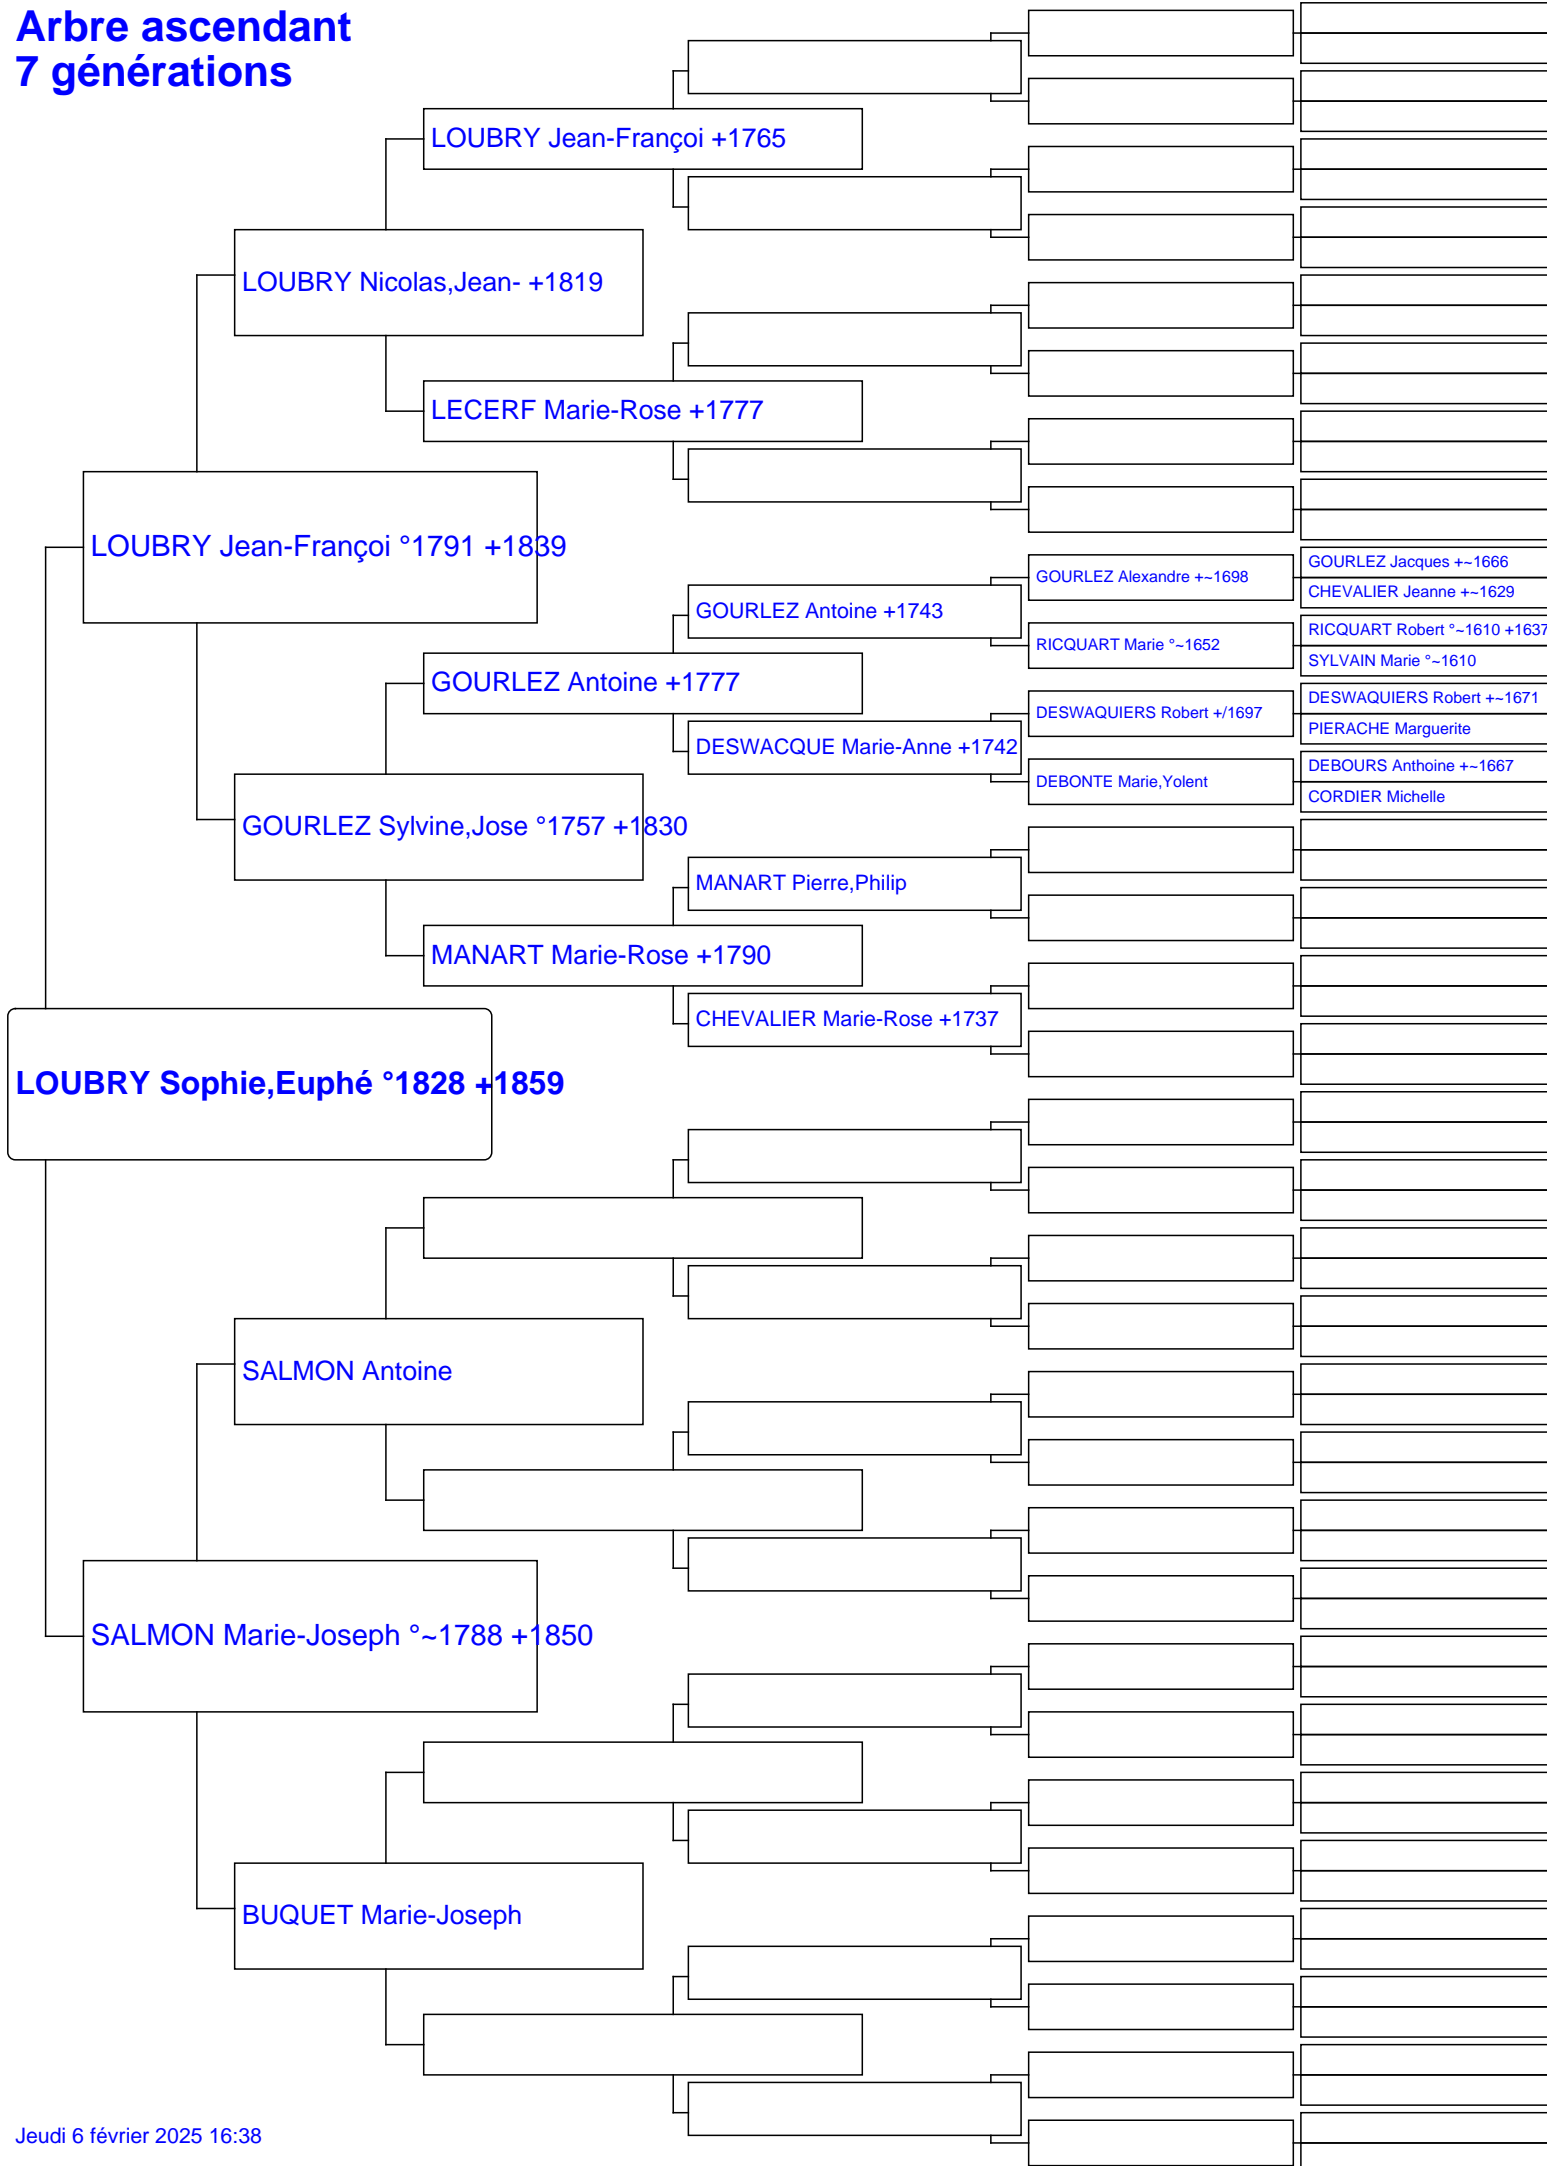 Arbre ascendant
7 générations
LOUBRY Jean-Françoi +1765
LOUBRY Nicolas,Jean- +1819
LECERF Marie-Rose +1777
LOUBRY Jean-Françoi °1791 +1839
GOURLEZ Jacques +~1666
GOURLEZ Alexandre +~1698
CHEVALIER Jeanne +~1629
GOURLEZ Antoine +1743
RICQUART Robert °~1610 +1637
RICQUART Marie °~1652
SYLVAIN Marie °~1610
GOURLEZ Antoine +1777
DESWAQUIERS Robert +~1671
DESWAQUIERS Robert +/1697
PIERACHE Marguerite
DESWACQUE Marie-Anne +1742
DEBOURS Anthoine +~1667
DEBONTE Marie,Yolent
CORDIER Michelle
GOURLEZ Sylvine,Jose °1757 +1830
MANART Pierre,Philip
MANART Marie-Rose +1790
CHEVALIER Marie-Rose +1737
LOUBRY Sophie,Euphé °1828 +1859
SALMON Antoine
SALMON Marie-Joseph °~1788 +1850
BUQUET Marie-Joseph
Jeudi 6 février 2025 16:38